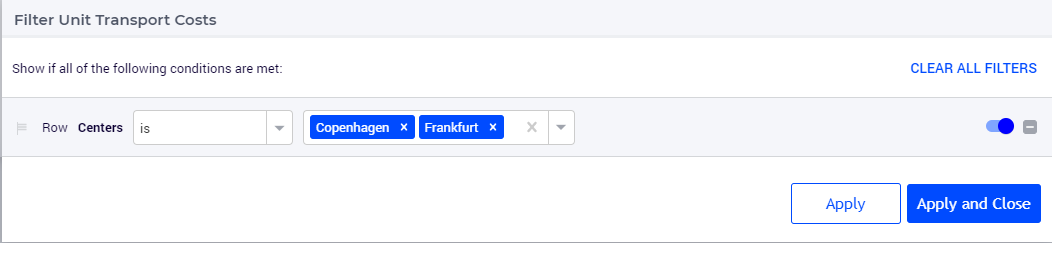 Filter Unit Transport Costs
Show if all of the following conditions are met: CLEAR ALL FILTERS
Row Centers is Copenhagen × Frankfurt × ×
Apply Apply and Close